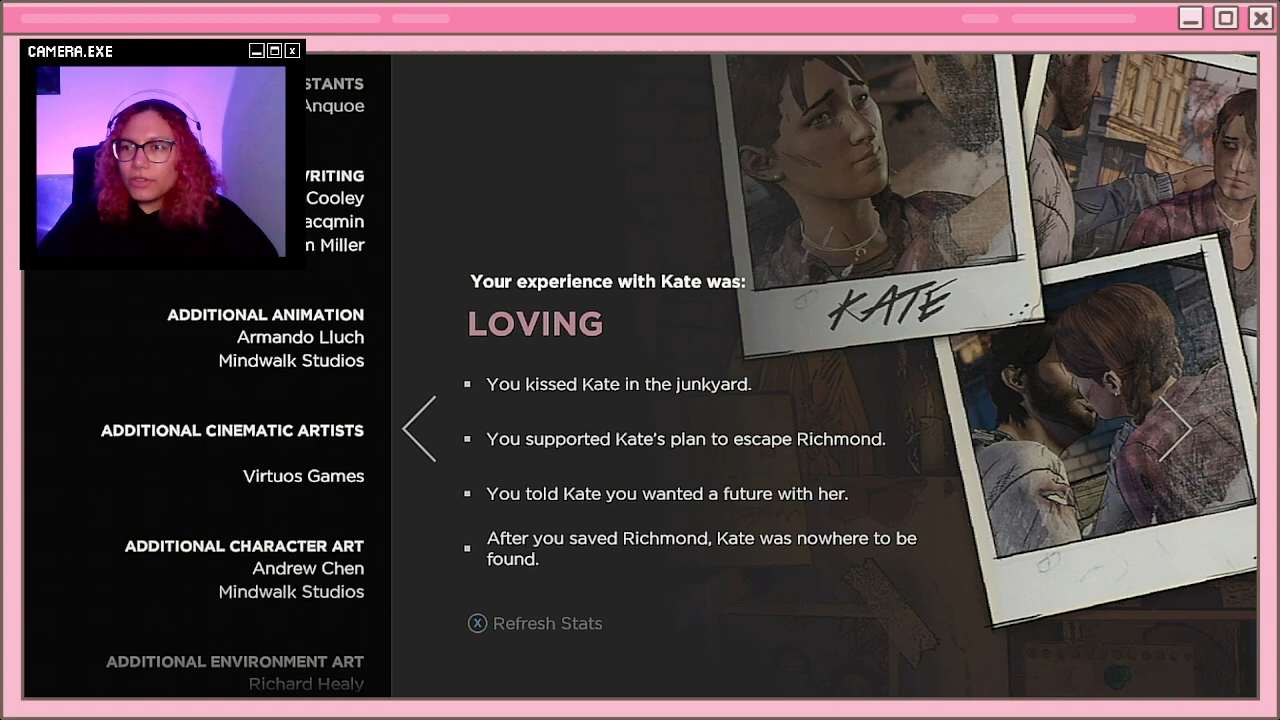 CAMERA.EXE
STANTS
Anquoe
WRITING
Cooley
acqmin
n Miller
ADDITIONAL ANIMATION
Armando Lluch
Mindwalk Studios
ADDITIONAL CINEMATIC ARTISTS
Virtuos Games
ADDITIONAL CHARACTER ART
Andrew Chen
Mindwalk Studios
ADDITIONAL ENVIRONMENT ART
Richard Healy
KATE
Your experience with Kate was:
LOVING
You kissed Kate in the junkyard.
You supported Kate's plan to escape Richmond.
You told Kate you wanted a future with her.
After you saved Richmond, Kate was nowhere to be
found.
X Refresh Stats